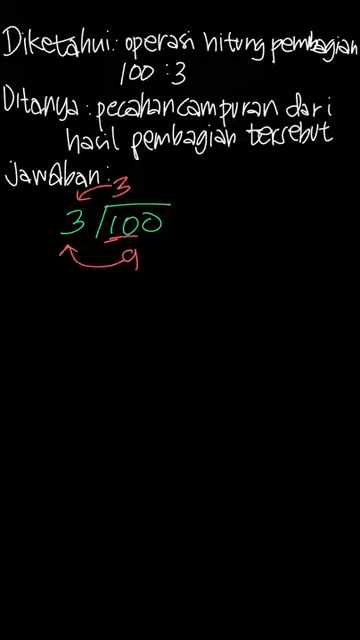 Diketahui: operasi hitung pembagian
100 : 3
Ditanya: pecahan campuran dari
hasil pembagian tersebut
Jawaban:
3
3 100
9